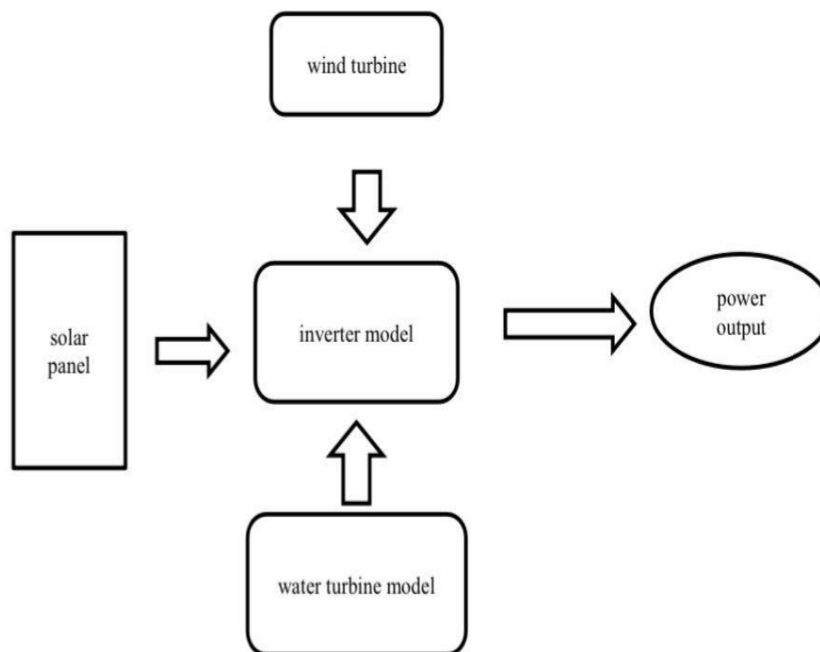 wind turbine
solar
panel
inverter model
power
output
water turbine model